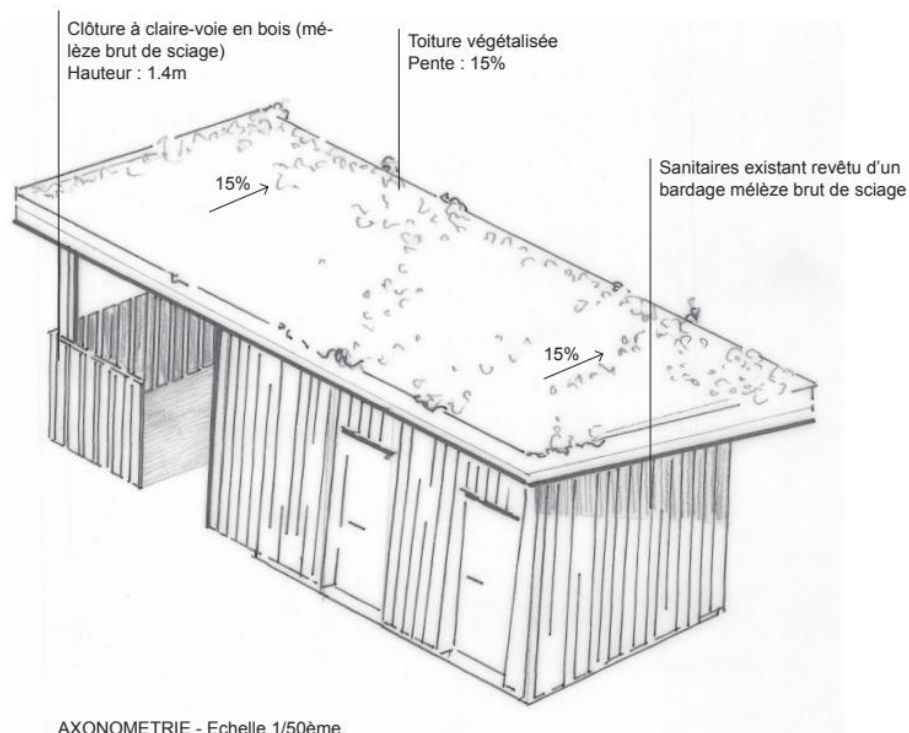 Clôture à claire-voie en bois (mé-
lèze brut de sciage)
Hauteur : 1.4m
Toiture végétalisée
Pente : 15%
Sanitaires existant revêtu d'un
bardage mélèze brut de sciage
15%
15%
AXONOMETRIE - Echelle 1/50ème